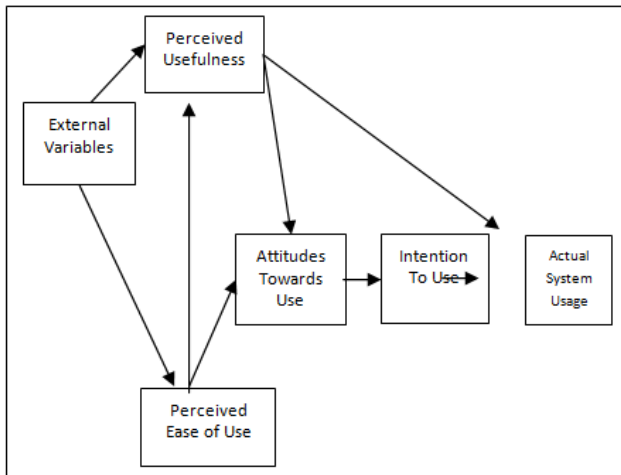 Perceived
Usefulness
External
Variables
Attitudes
Towards
Use
Intention
To Use
Actual
System
Usage
Perceived
Ease of Use